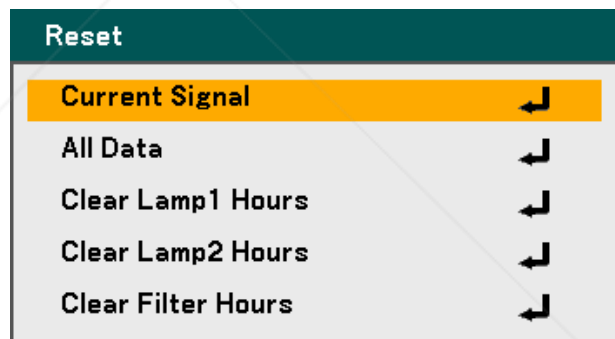 Reset
Current Signal
All Data
Clear Lamp1 Hours
Clear Lamp2 Hours
Clear Filter Hours